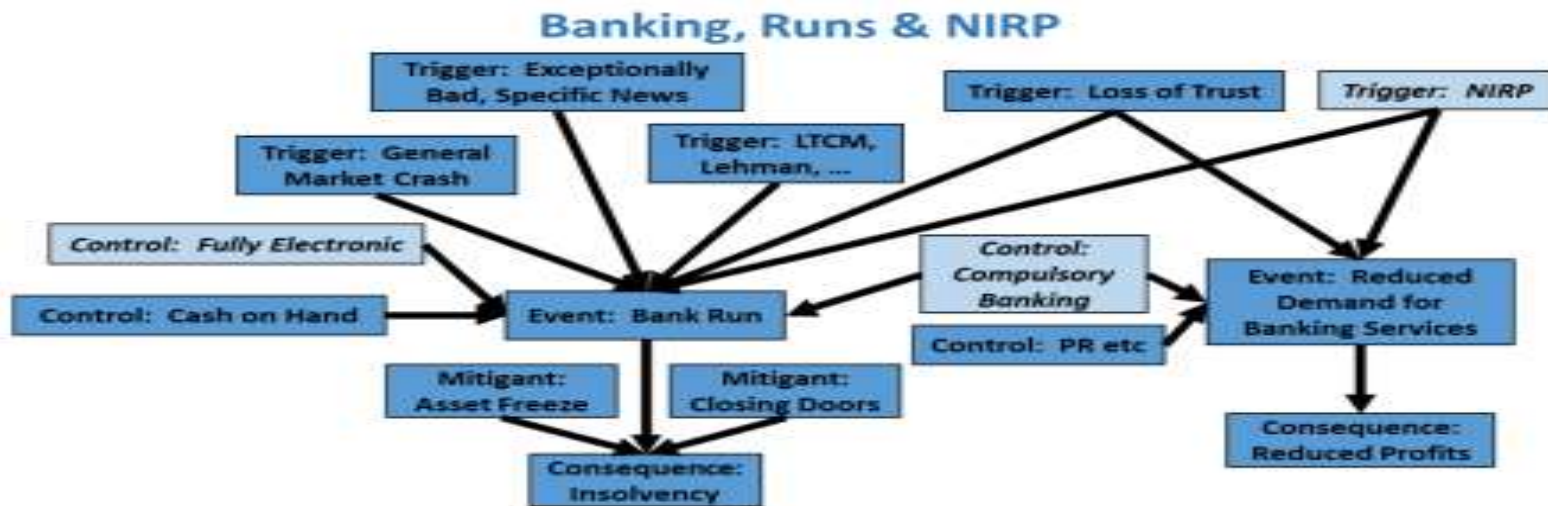 Banking, Runs & NIRP
Trigger: Exceptionally
Bad, Specific News
Trigger: Loss of Trust
Trigger: NIRP
Trigger: General
Market Crash
Trigger: LTCM,
Lehman, ...
Control: Fully Electronic
Control:
Compulsory
Banking
Event: Reduced
Demand for
Banking Services
Control: Cash on Hand
Event: Bank Run
Control: PR etc
Mitigant:
Asset Freeze
Mitigant:
Closing Doors
Consequence:
Reduced Profits
Consequence:
Insolvency